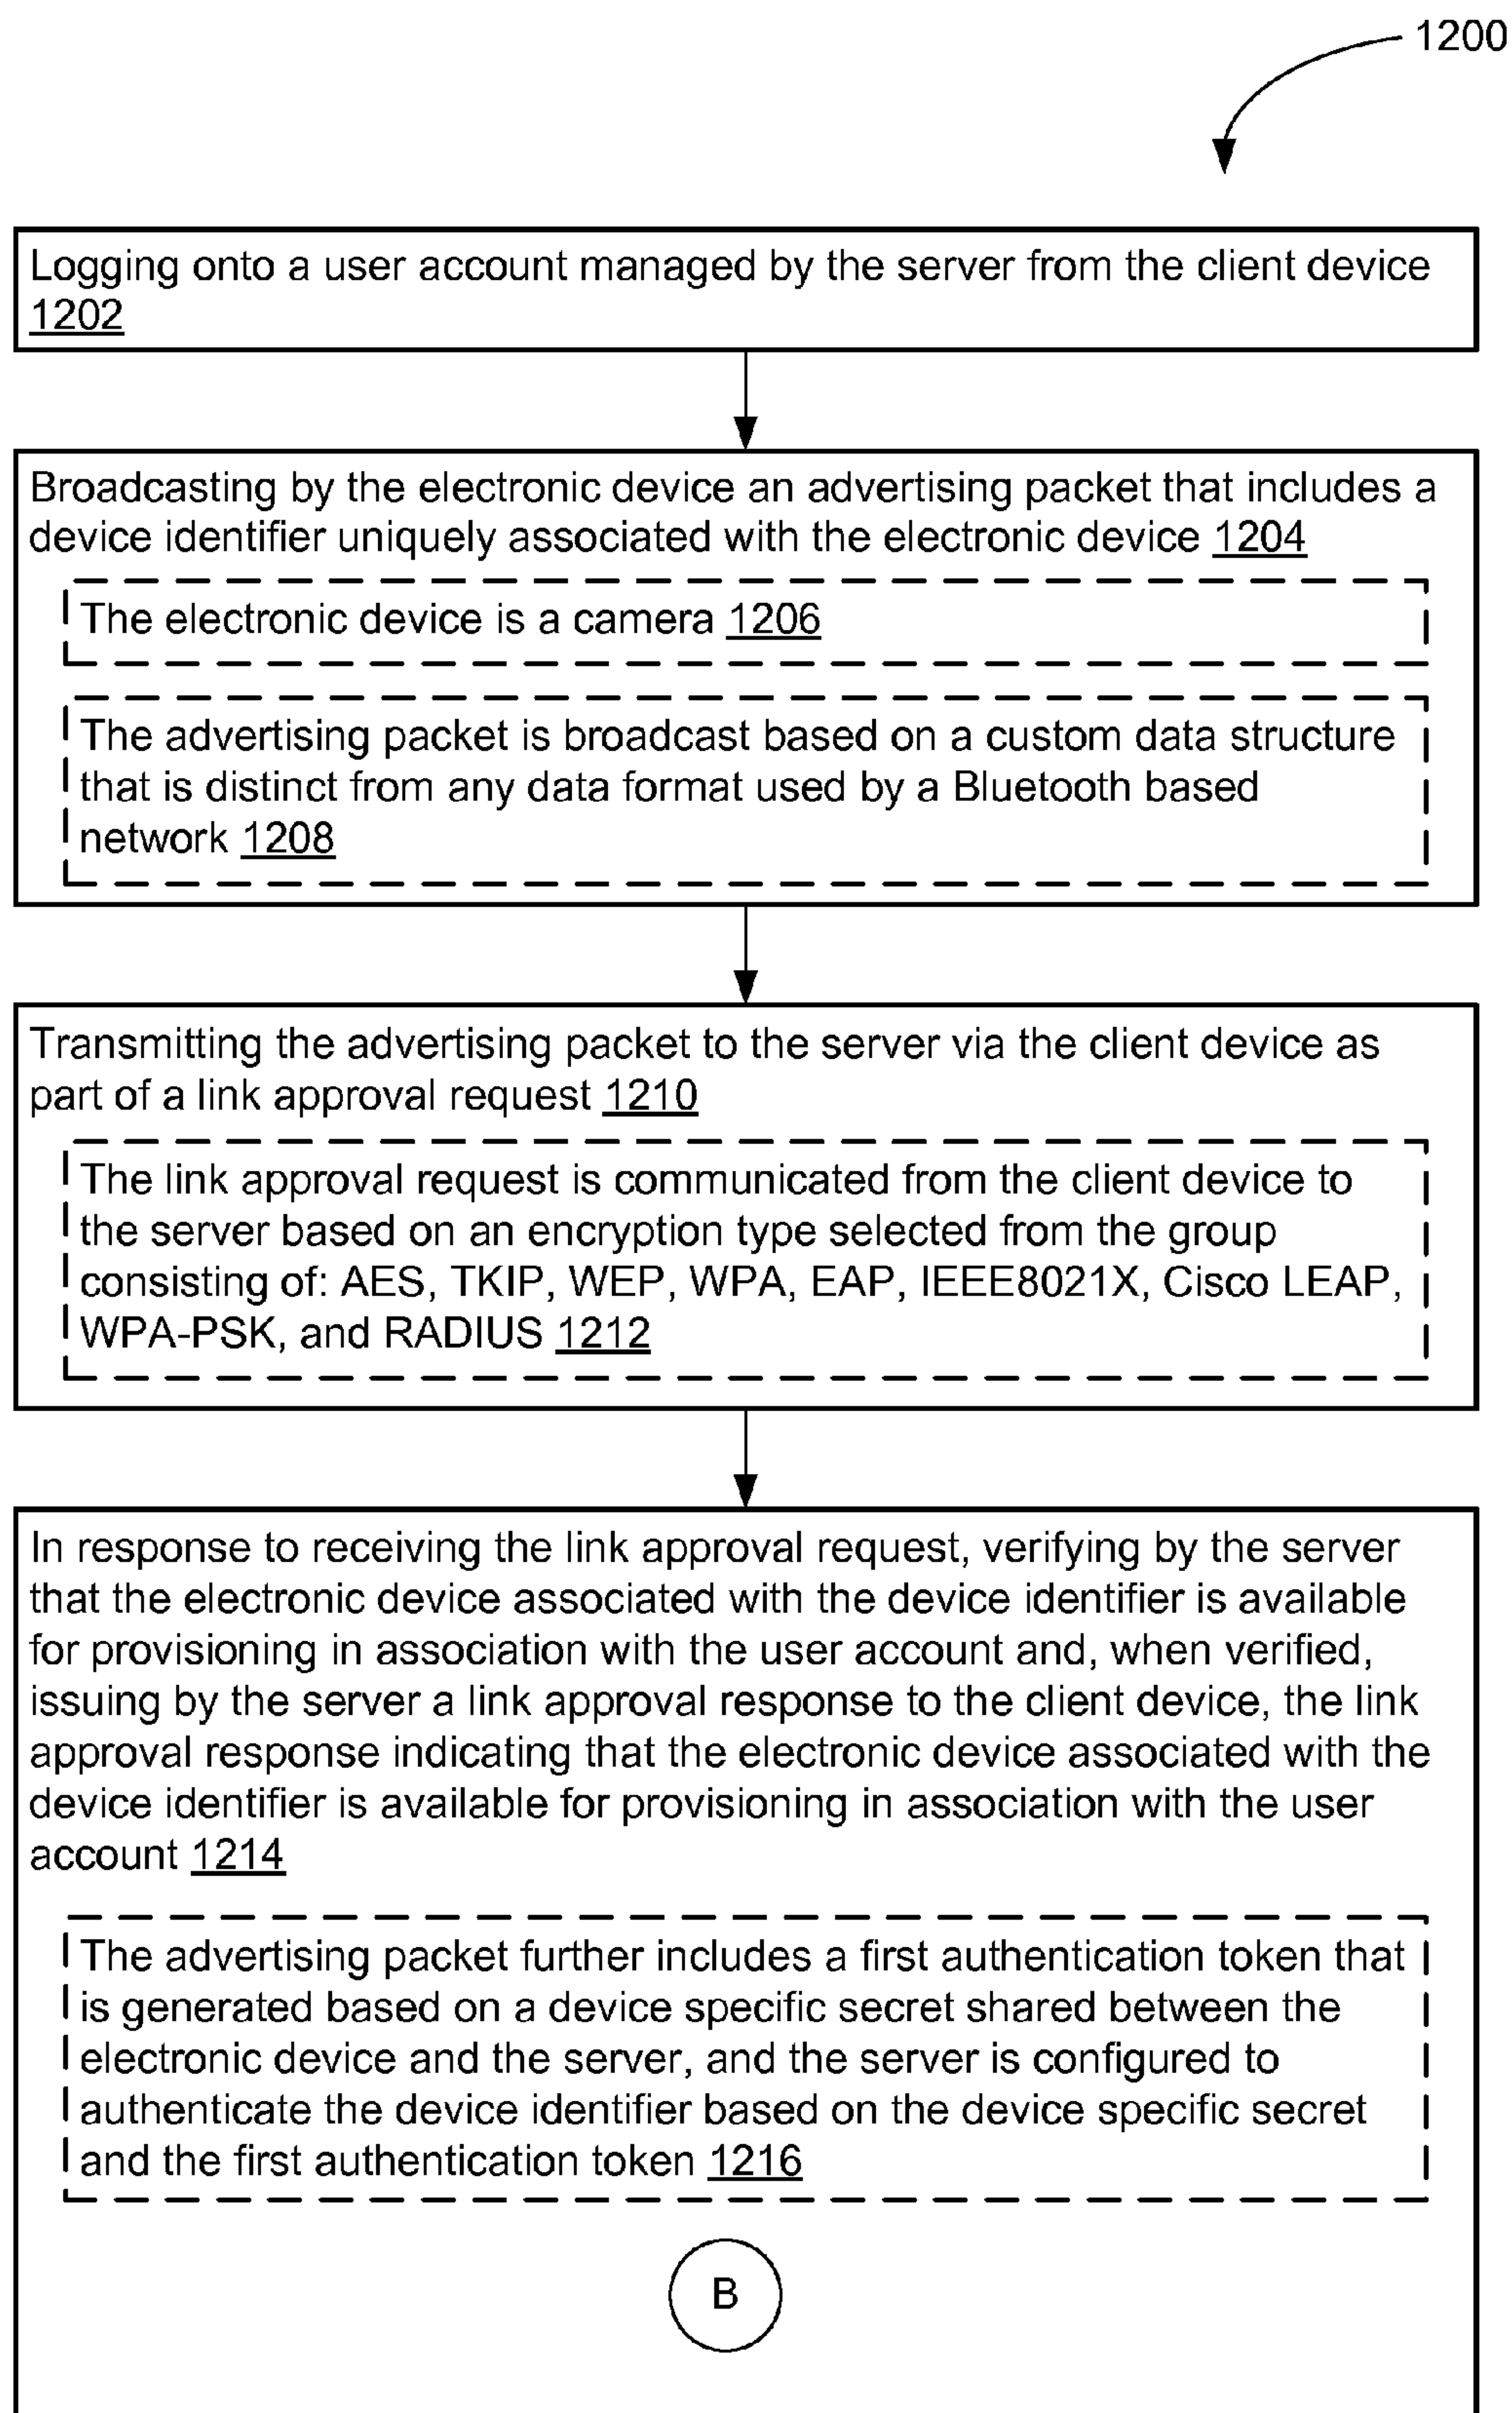 1200
Logging onto a user account managed by the server from the client device
1202
Broadcasting by the electronic device an advertising packet that includes a
device identifier uniquely associated with the electronic device 1204
The electronic device is a camera 1206
The advertising packet is broadcast based on a custom data structure
that is distinct from any data format used by a Bluetooth based
network 1208
Transmitting the advertising packet to the server via the client device as
part of a link approval request 1210
The link approval request is communicated from the client device to
the server based on an encryption type selected from the group
consisting of: AES, TKIP, WEP, WPA, EAP, IEEE8021X, Cisco LEAP,
WPA-PSK, and RADIUS 1212
In response to receiving the link approval request, verifying by the server
that the electronic device associated with the device identifier is available
for provisioning in association with the user account and, when verified,
issuing by the server a link approval response to the client device, the link
approval response indicating that the electronic device associated with the
device identifier is available for provisioning in association with the user
account 1214
The advertising packet further includes a first authentication token that
is generated based on a device specific secret shared between the
electronic device and the server, and the server is configured to
authenticate the device identifier based on the device specific secret
and the first authentication token 1216
B